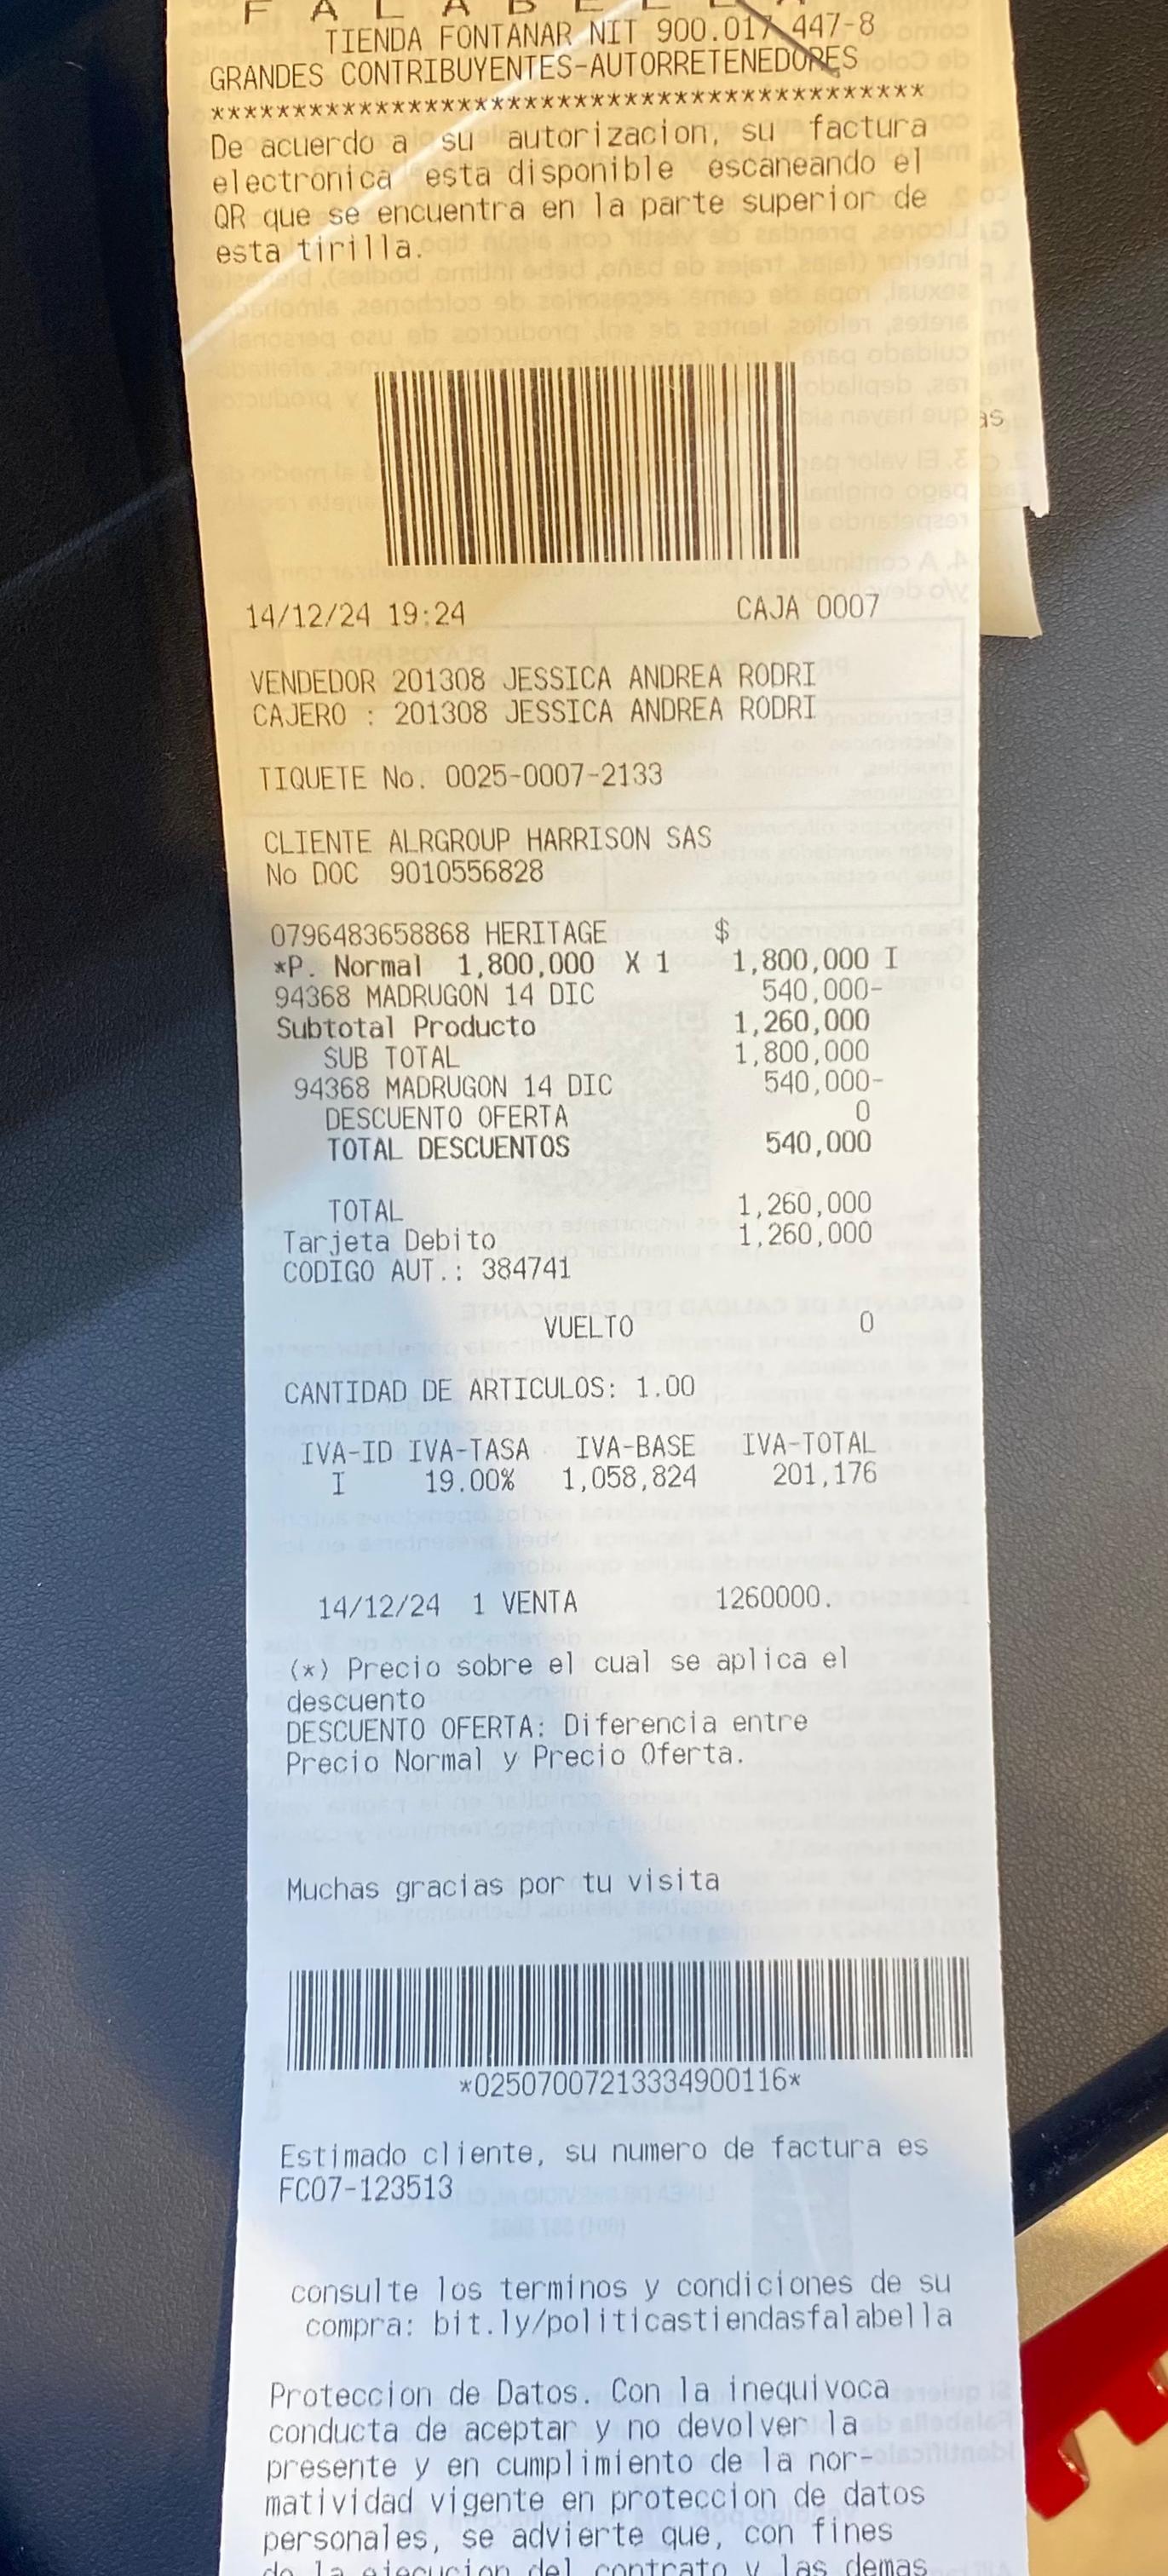 F A L A B E L L A
TIENDA FONTANAR NIT 900.017.447-8
GRANDES CONTRIBUYENTES-AUTORRETENEDORES
********************************************
De acuerdo a su autorizacion, su factura
electronica esta disponible escaneando el
QR que se encuentra en la parte superior de
esta tirilla.
as
14/12/24 19:24 CAJA 0007
VENDEDOR 201308 JESSICA ANDREA RODRI
CAJERO : 201308 JESSICA ANDREA RODRI
TIQUETE No. 0025-0007-2133
CLIENTE ALRGROUP HARRISON SAS
No DOC 9010556828
0796483658868 HERITAGE $
*P. Normal 1,800,000 X 1 1,800,000 I
94368 MADRUGON 14 DIC 540,000-
Subtotal Producto 1,260,000
SUB TOTAL 1,800,000
94368 MADRUGON 14 DIC 540,000-
DESCUENTO OFERTA 0
TOTAL DESCUENTOS 540,000
TOTAL 1,260,000
Tarjeta Debito 1,260,000
CODIGO AUT.: 384741
VUELTO 0
CANTIDAD DE ARTICULOS: 1.00
IVA-ID IVA-TASA IVA-BASE IVA-TOTAL
I 19.00% 1,058,824 201,176
14/12/24 1 VENTA 1260000.
(*) Precio sobre el cual se aplica el
descuento
DESCUENTO OFERTA: Diferencia entre
Precio Normal y Precio Oferta.
Muchas gracias por tu visita
*02507007213334900116*
Estimado cliente, su numero de factura es
FC07-123513
consulte los terminos y condiciones de su
compra: bit.ly/politicastiendasfalabella
Proteccion de Datos. Con la inequivoca
conducta de aceptar y no devolver la
presente y en cumplimiento de la nor-
matividad vigente en proteccion de datos
personales, se advierte que, con fines
de la ejecucion del contrato y las demas